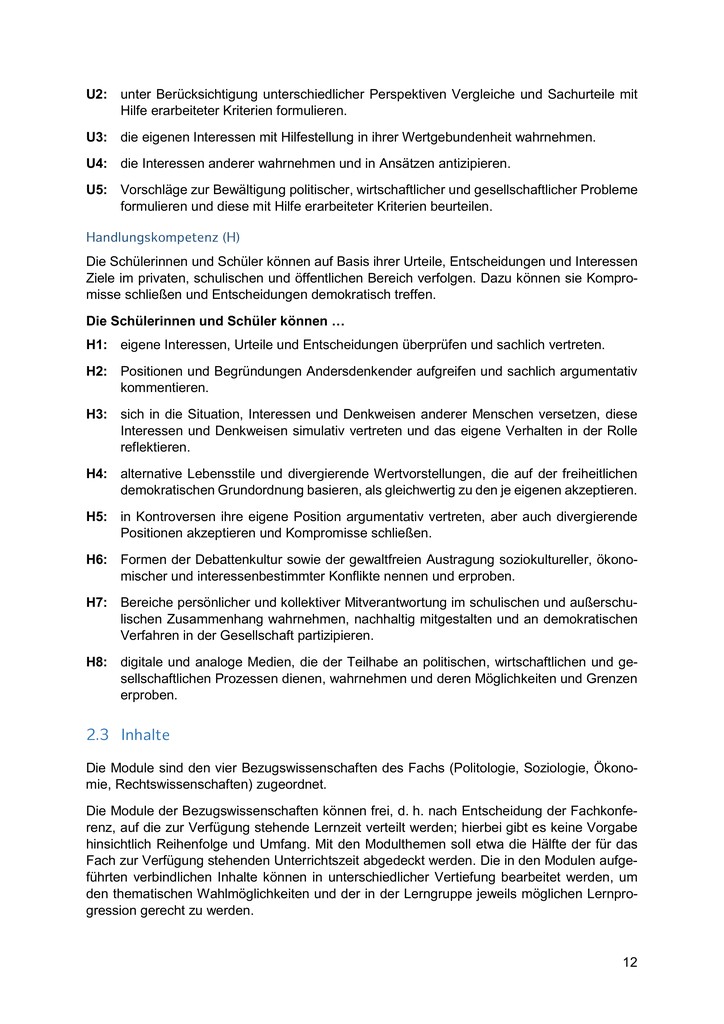 U2: unter Berücksichtigung unterschiedlicher Perspektiven Vergleiche und Sachurteile mit
Hilfe erarbeiteter Kriterien formulieren.
U3: die eigenen Interessen mit Hilfestellung in ihrer Wertgebundenheit wahrnehmen.
U4: die Interessen anderer wahrnehmen und in Ansätzen antizipieren.
U5: Vorschläge zur Bewältigung politischer, wirtschaftlicher und gesellschaftlicher Probleme
formulieren und diese mit Hilfe erarbeiteter Kriterien beurteilen.
Handlungskompetenz (H)
Die Schülerinnen und Schüler können auf Basis ihrer Urteile, Entscheidungen und Interessen
Ziele im privaten, schulischen und öffentlichen Bereich verfolgen. Dazu können sie Kompro-
misse schließen und Entscheidungen demokratisch treffen.
Die Schülerinnen und Schüler können …
H1: eigene Interessen, Urteile und Entscheidungen überprüfen und sachlich vertreten.
H2: Positionen und Begründungen Andersdenkender aufgreifen und sachlich argumentativ
kommentieren.
H3: sich in die Situation, Interessen und Denkweisen anderer Menschen versetzen, diese
Interessen und Denkweisen simulativ vertreten und das eigene Verhalten in der Rolle
reflektieren.
H4: alternative Lebensstile und divergierende Wertvorstellungen, die auf der freiheitlichen
demokratischen Grundordnung basieren, als gleichwertig zu den je eigenen akzeptieren.
H5: in Kontroversen ihre eigene Position argumentativ vertreten, aber auch divergierende
Positionen akzeptieren und Kompromisse schließen.
H6: Formen der Debattenkultur sowie der gewaltfreien Austragung soziokultureller, ökono-
mischer und interessenbestimmter Konflikte nennen und erproben.
H7: Bereiche persönlicher und kollektiver Mitverantwortung im schulischen und außerschu-
lischen Zusammenhang wahrnehmen, nachhaltig mitgestalten und an demokratischen
Verfahren in der Gesellschaft partizipieren.
H8: digitale und analoge Medien, die der Teilhabe an politischen, wirtschaftlichen und ge-
sellschaftlichen Prozessen dienen, wahrnehmen und deren Möglichkeiten und Grenzen
erproben.
2.3 Inhalte
Die Module sind den vier Bezugswissenschaften des Fachs (Politologie, Soziologie, Ökono-
mie, Rechtswissenschaften) zugeordnet.
Die Module der Bezugswissenschaften können frei, d. h. nach Entscheidung der Fachkonfe-
renz, auf die zur Verfügung stehende Lernzeit verteilt werden; hierbei gibt es keine Vorgabe
hinsichtlich Reihenfolge und Umfang. Mit den Modulthemen soll etwa die Hälfte der für das
Fach zur Verfügung stehenden Unterrichtszeit abgedeckt werden. Die in den Modulen aufge-
führten verbindlichen Inhalte können in unterschiedlicher Vertiefung bearbeitet werden, um
den thematischen Wahlmöglichkeiten und der in der Lerngruppe jeweils möglichen Lernpro-
gression gerecht zu werden.
12